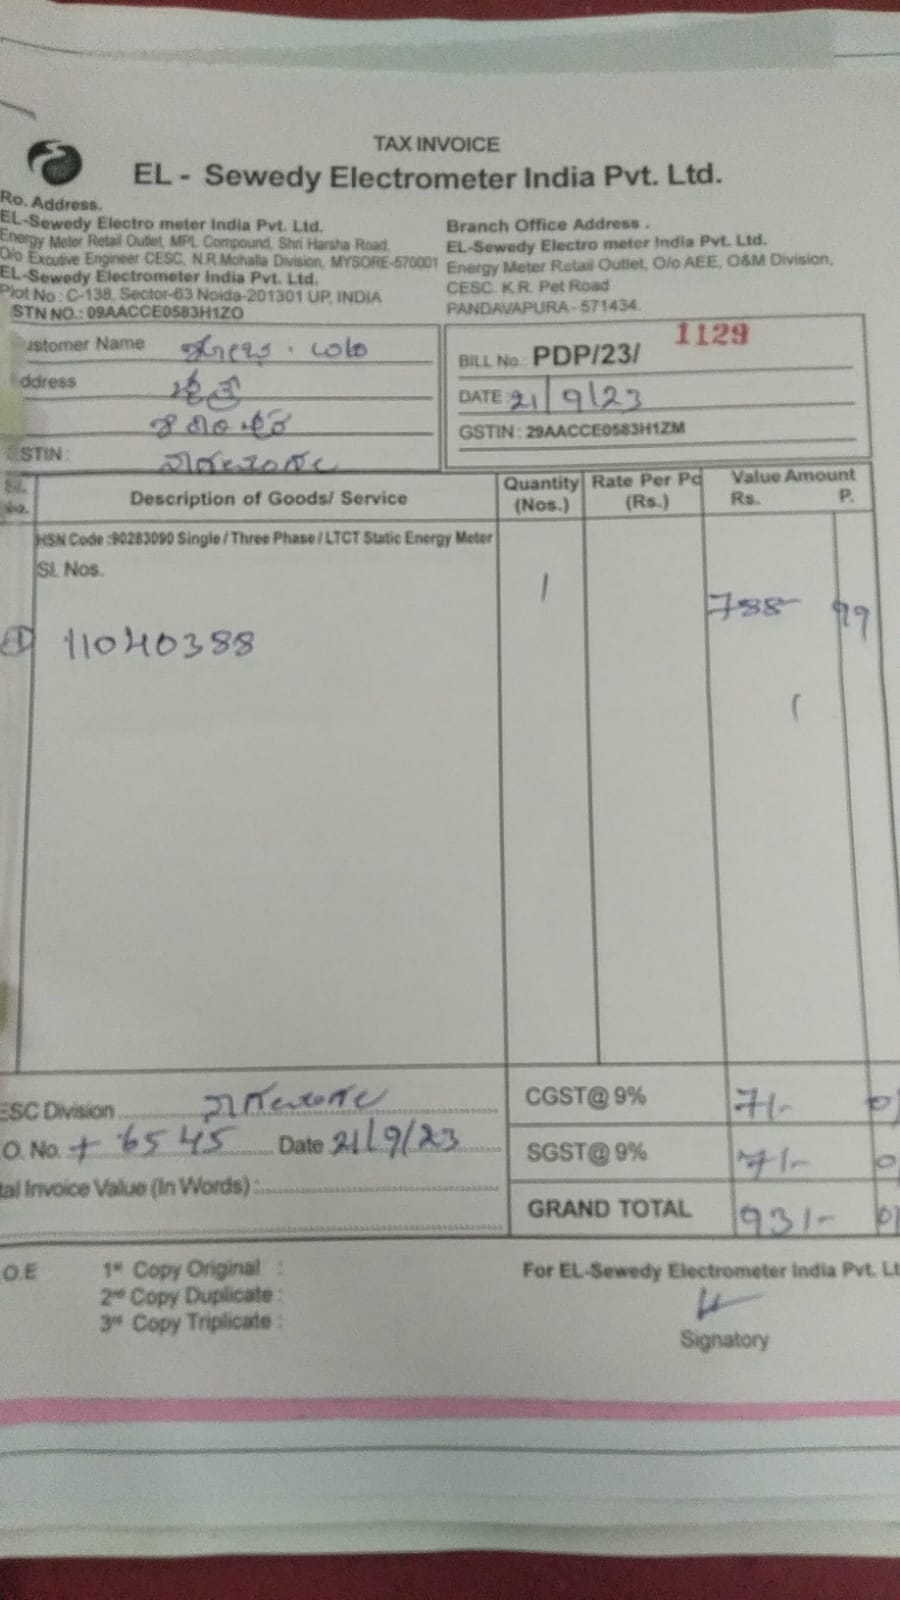 TAX INVOICE
EL - Sewedy Electrometer India Pvt. Ltd.
Ro. Address.
EL-Sewedy Electro meter India Pvt. Ltd.
Energy Meter Retail Outlet, MPL Compound, Shri Harsha Road,
O/o Excutive Engineer CESC, N.R.Mohalla Division, MYSORE-570001
EL-Sewedy Electrometer India Pvt. Ltd.
Plot No : C-138, Sector-63 Noida-201301 UP, INDIA
STN NO.: 09AACCE0583H1ZO
Branch Office Address .
EL-Sewedy Electro meter India Pvt. Ltd.
Energy Meter Retail Outlet, O/o AEE, O&M Division,
CESC. K.R. Pet Road
PANDAVAPURA - 571434.
ustomer Name
ddress
STIN:
1129
BILL No.: PDP/23/
DATE 21/9/23
GSTIN : 29AACCE0583H1ZM
Description of Goods/ Service
Quantity (Nos.)
Rate Per Pc (Rs.)
Value Amount
Rs. P.
HSN Code :90283090 Single / Three Phase / LTCT Static Energy Meter
Sl. Nos.
1
788- 99
① 11040388
ESC Division
O. No. 6545 Date 21/9/23
tal Invoice Value (In Words) :
CGST@ 9% 71-
SGST@ 9% 71-
GRAND TOTAL 931-
O.E
1st Copy Original :
2nd Copy Duplicate :
3rd Copy Triplicate :
For EL-Sewedy Electrometer India Pvt. Lt
Signatory